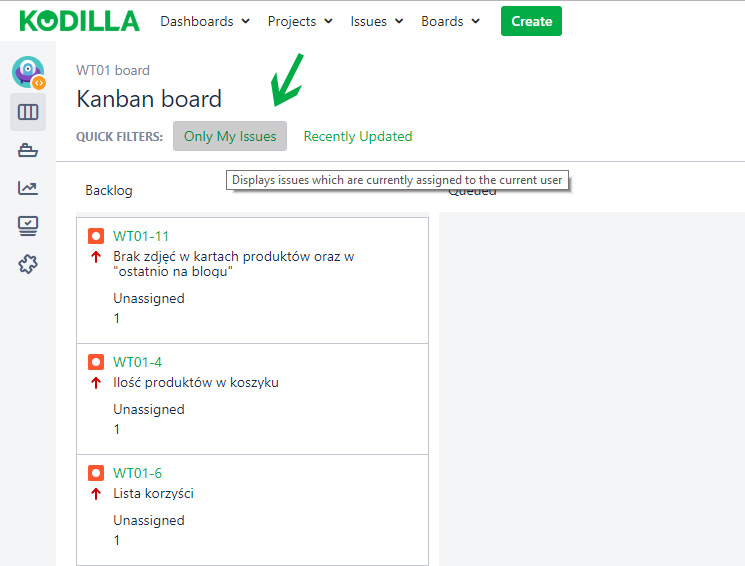 KODILLA
Dashboards Projects Issues Boards Create
WT01 board
Kanban board
QUICK FILTERS: Only My Issues Recently Updated
Displays issues which are currently assigned to the current user
Backlog Queued
WT01-11
Brak zdjęć w kartach produktów oraz w
"ostatnio na blogu"
Unassigned
1
WT01-4
Ilość produktów w koszyku
Unassigned
1
WT01-6
Lista korzyści
Unassigned
1